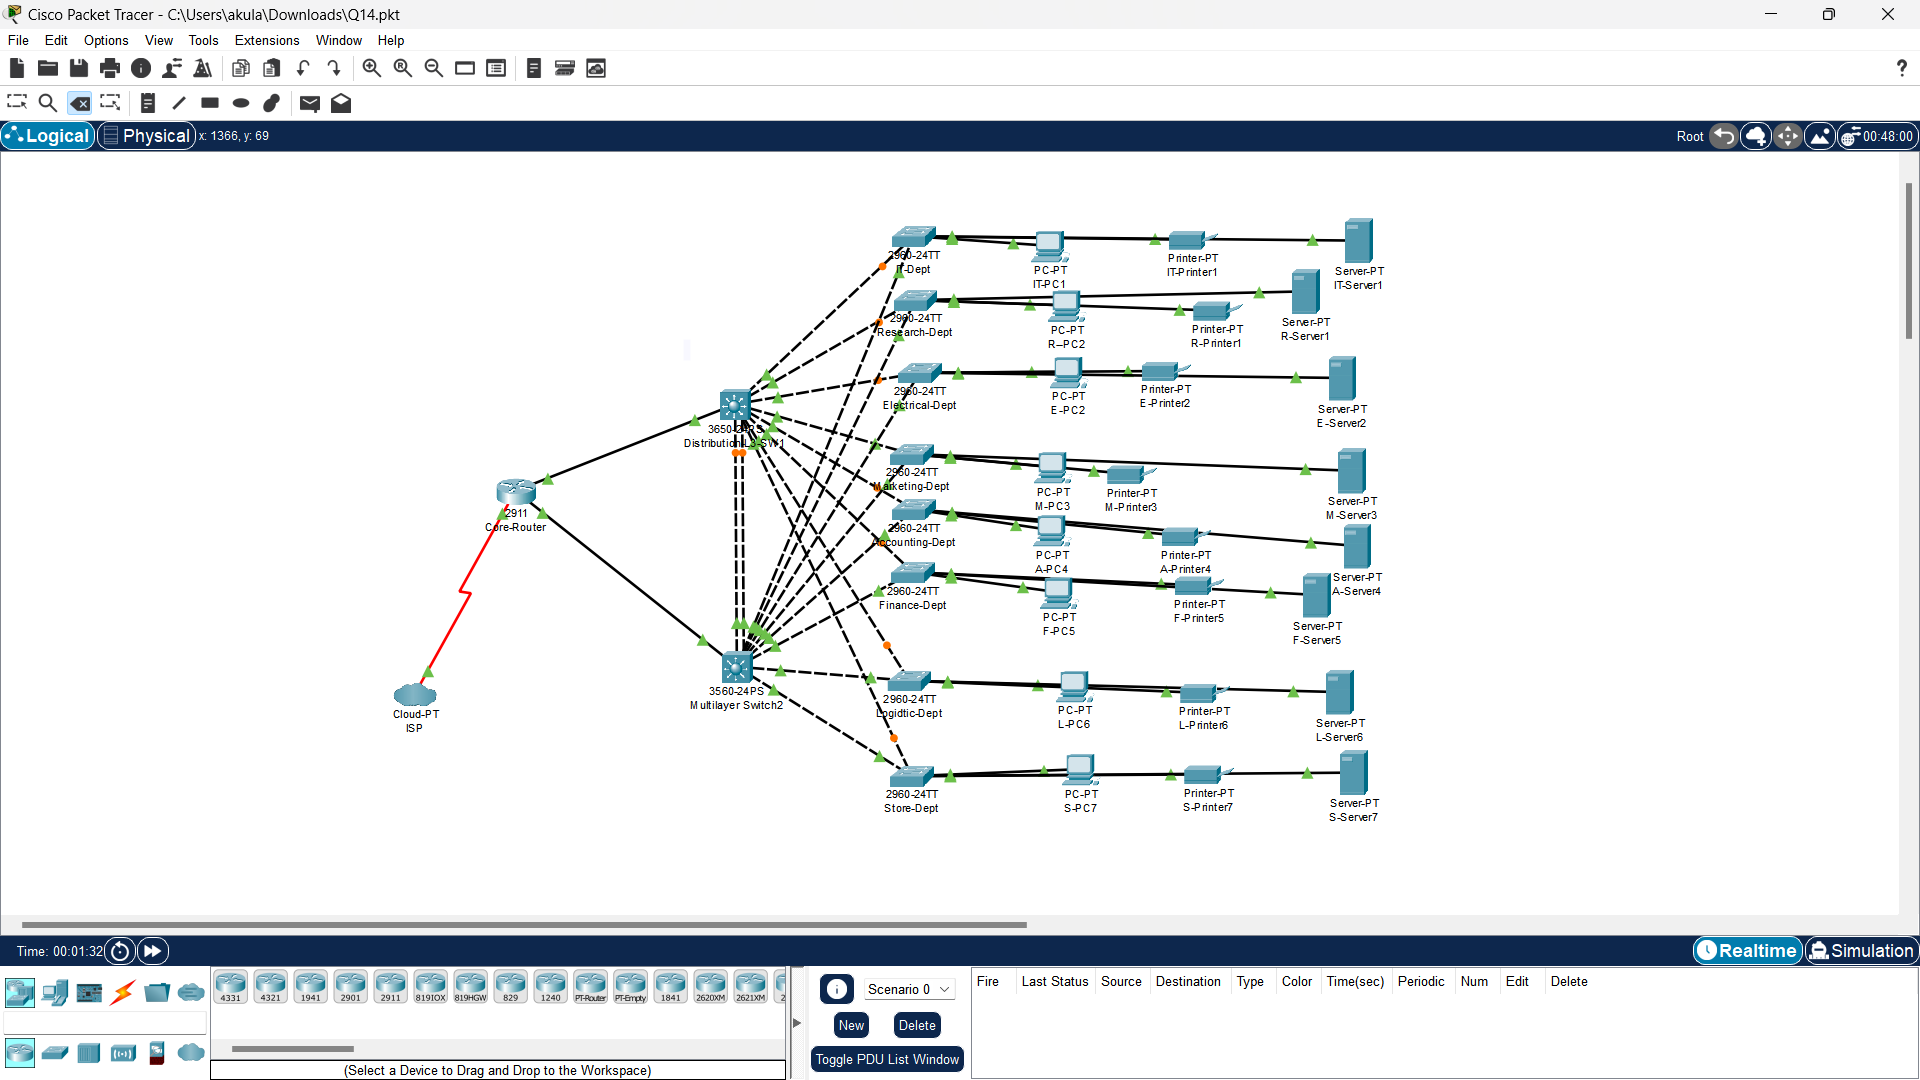 Cisco Packet Tracer - C:\Users\akula\Downloads\Q14.pkt
File Edit Options View Tools Extensions Window Help
?
Logical Physical x: 1366, y: 69 Root 00:48:00
2960-24TT
IT-Dept
PC-PT
IT-PC1
Printer-PT
IT-Printer1
Server-PT
IT-Server1
2960-24TT
Research-Dept
PC-PT
R--PC2
Printer-PT
R-Printer1
Server-PT
R-Server1
2960-24TT
Electrical-Dept
PC-PT
E-PC2
Printer-PT
E-Printer2
Server-PT
E-Server2
3650-24PS
Distribution-L3-SW1
2960-24TT
Marketing-Dept
PC-PT
M-PC3
Printer-PT
M-Printer3
Server-PT
M-Server3
2911
Core-Router
2960-24TT
Accounting-Dept
PC-PT
A-PC4
Printer-PT
A-Printer4
Server-PT
A-Server4
2960-24TT
Finance-Dept
PC-PT
F-PC5
Printer-PT
F-Printer5
Server-PT
F-Server5
3560-24PS
Multilayer Switch2
Cloud-PT
ISP
2960-24TT
Logidtic-Dept
PC-PT
L-PC6
Printer-PT
L-Printer6
Server-PT
L-Server6
2960-24TT
Store-Dept
PC-PT
S-PC7
Printer-PT
S-Printer7
Server-PT
S-Server7
Time: 00:01:32 Realtime Simulation
4331 4321 1941 2901 2911 819IOX 819HGW 829 1240 PT-Router PT-Empty 1841 2620XM 2621XM 2
(Select a Device to Drag and Drop to the Workspace)
Scenario 0
New Delete
Toggle PDU List Window
Fire Last Status Source Destination Type Color Time(sec) Periodic Num Edit Delete